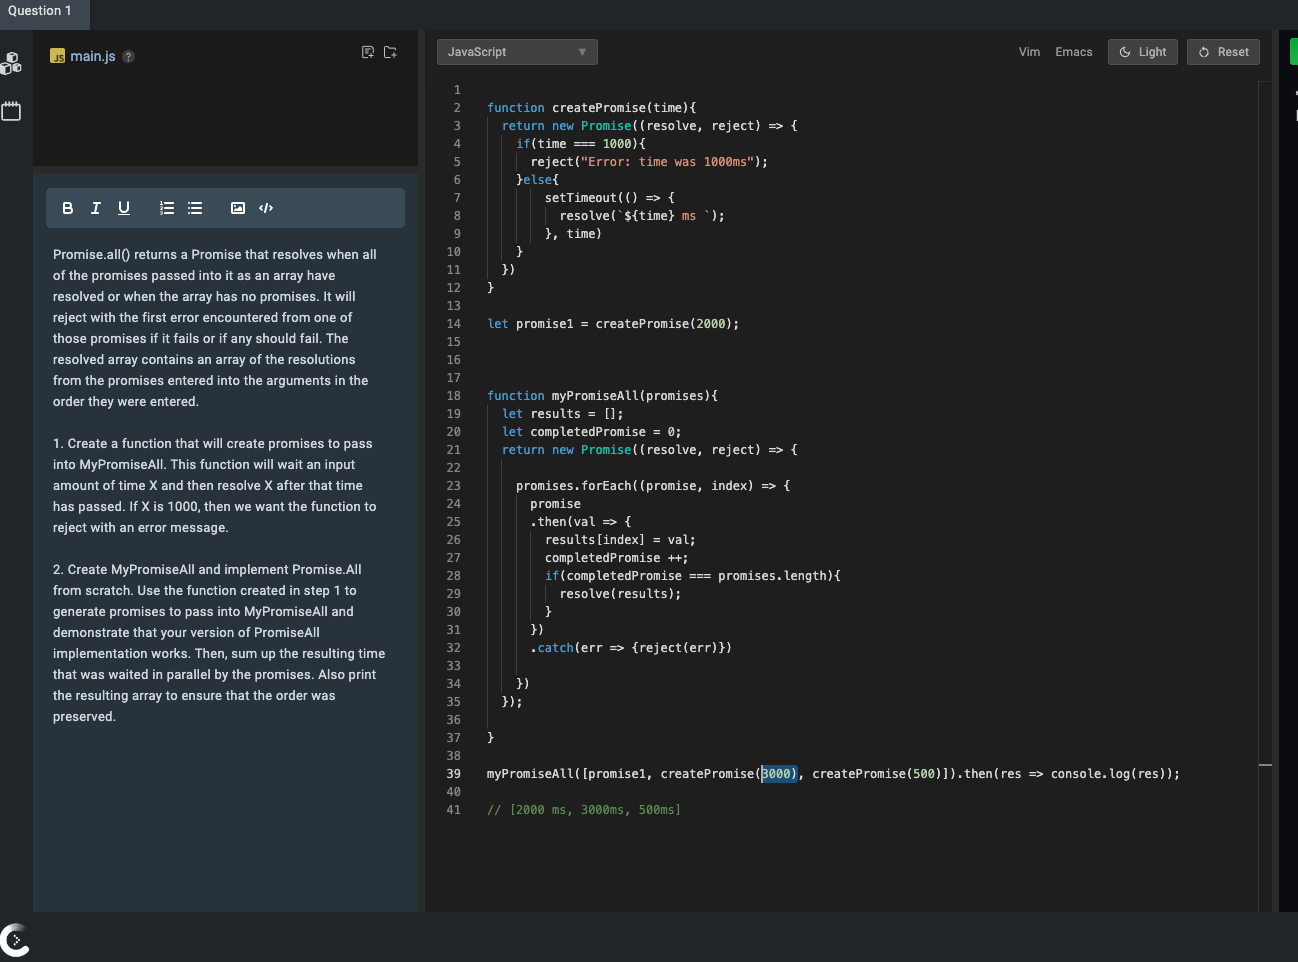 Question 1
JS main.js ?
Promise.all() returns a Promise that resolves when all
of the promises passed into it as an array have
resolved or when the array has no promises. It will
reject with the first error encountered from one of
those promises if it fails or if any should fail. The
resolved array contains an array of the resolutions
from the promises entered into the arguments in the
order they were entered.
1. Create a function that will create promises to pass
into MyPromiseAll. This function will wait an input
amount of time X and then resolve X after that time
has passed. If X is 1000, then we want the function to
reject with an error message.
2. Create MyPromiseAll and implement Promise.All
from scratch. Use the function created in step 1 to
generate promises to pass into MyPromiseAll and
demonstrate that your version of PromiseAll
implementation works. Then, sum up the resulting time
that was waited in parallel by the promises. Also print
the resulting array to ensure that the order was
preserved.
JavaScript
Vim Emacs Light Reset
1
2 function createPromise(time){
3 return new Promise((resolve, reject) => {
4 if(time === 1000){
5 reject("Error: time was 1000ms");
6 }else{
7 setTimeout(() => {
8 resolve(`${time} ms `);
9 }, time)
10 }
11 })
12 }
13
14 let promise1 = createPromise(2000);
15
16
17
18 function myPromiseAll(promises){
19 let results = [];
20 let completedPromise = 0;
21 return new Promise((resolve, reject) => {
22
23 promises.forEach((promise, index) => {
24 promise
25 .then(val => {
26 results[index] = val;
27 completedPromise ++;
28 if(completedPromise === promises.length){
29 resolve(results);
30 }
31 })
32 .catch(err => {reject(err)})
33
34 })
35 });
36
37 }
38
39 myPromiseAll([promise1, createPromise(3000), createPromise(500)]).then(res => console.log(res));
40
41 // [2000 ms, 3000ms, 500ms]